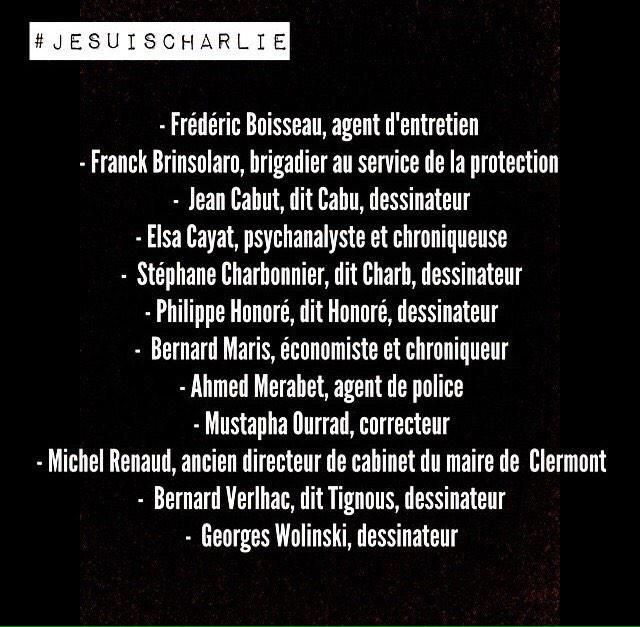 #JESUISCHARLIE
- Frédéric Boisseau, agent d'entretien
- Franck Brinsolaro, brigadier au service de la protection
- Jean Cabut, dit Cabu, dessinateur
- Elsa Cayat, psychanalyste et chroniqueuse
- Stéphane Charbonnier, dit Charb, dessinateur
- Philippe Honoré, dit Honoré, dessinateur
- Bernard Maris, économiste et chroniqueur
- Ahmed Merabet, agent de police
- Mustapha Ourrad, correcteur
- Michel Renaud, ancien directeur de cabinet du maire de Clermont
- Bernard Verlhac, dit Tignous, dessinateur
- Georges Wolinski, dessinateur